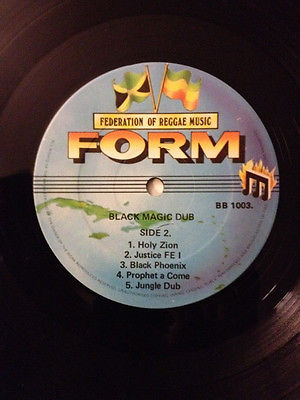 FEDERATION OF REGGAE MUSIC
FORM
BB 1003.
BLACK MAGIC DUB
SIDE 2.
1. Holy Zion
2. Justice FE I
3. Black Phoenix
4. Prophet a Come
5. Jungle Dub